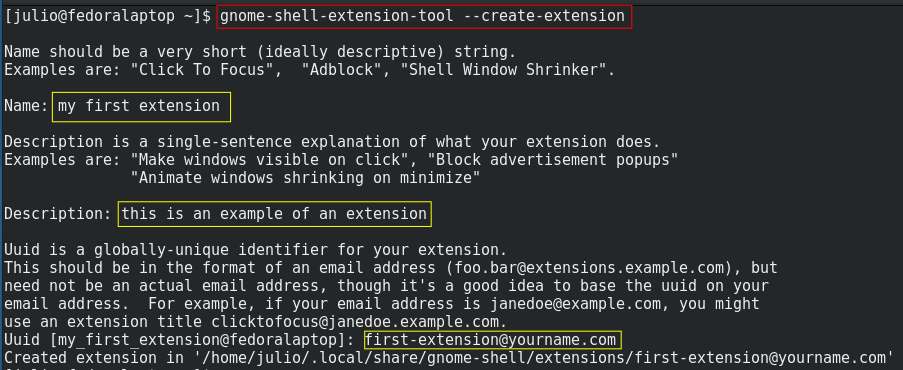 [julio@fedoralaptop ~]$ gnome-shell-extension-tool --create-extension
Name should be a very short (ideally descriptive) string.
Examples are: "Click To Focus",  "Adblock", "Shell Window Shrinker".
Name: my first extension
Description is a single-sentence explanation of what your extension does.
Examples are: "Make windows visible on click", "Block advertisement popups"
              "Animate windows shrinking on minimize"
Description: this is an example of an extension
Uuid is a globally-unique identifier for your extension.
This should be in the format of an email address (foo.bar@extensions.example.com), but
need not be an actual email address, though it's a good idea to base the uuid on your
email address.  For example, if your email address is janedoe@example.com, you might
use an extension title clicktofocus@janedoe.example.com.
Uuid [my_first_extension@fedoralaptop]: first-extension@yourname.com
Created extension in '/home/julio/.local/share/gnome-shell/extensions/first-extension@yourname.com'